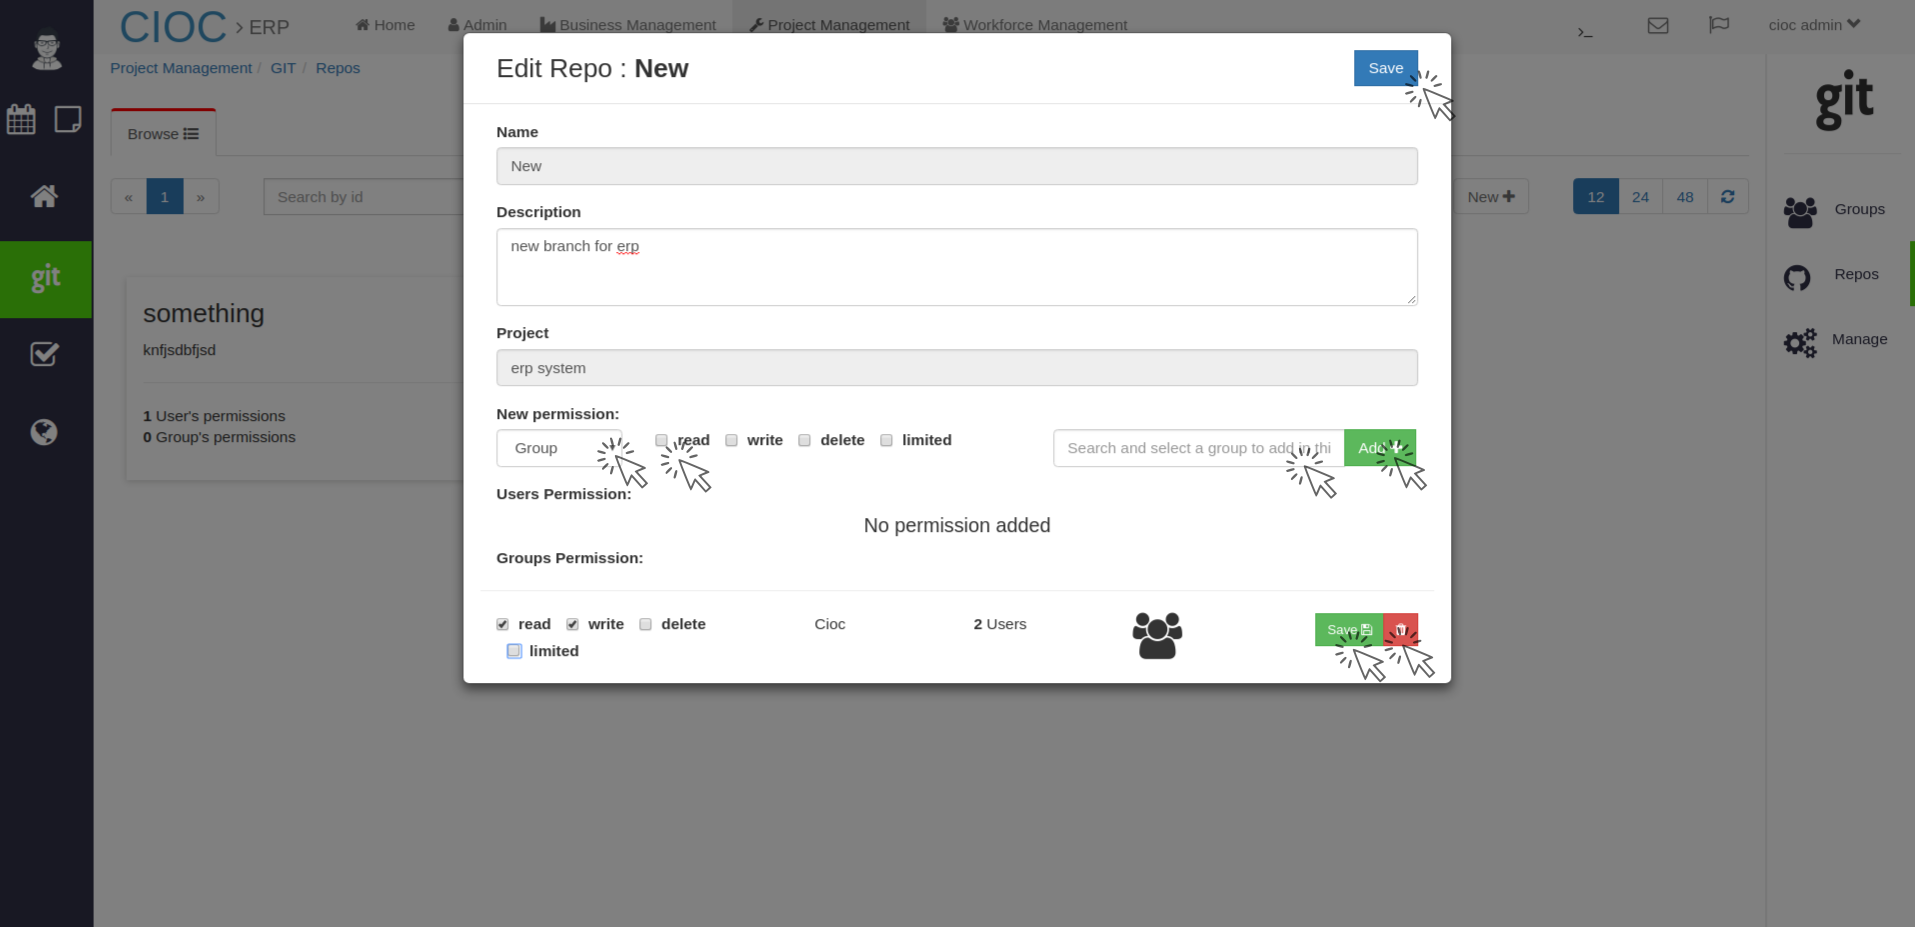 CIOC > ERP
Home
Admin
Business Management
Project Management
Workforce Management
>_
cioc admin
Project Management / GIT / Repos
Browse
« 1 »
Search by id
New
12 24 48
git
something
knfjsdbfjsd
1 User's permissions
0 Group's permissions
Edit Repo : New
Save
Name
New
Description
new branch for erp
Project
erp system
New permission:
Group
read write delete limited
Search and select a group to add in thi
Add
Users Permission:
No permission added
Groups Permission:
read write delete
limited
Cioc
2 Users
Save
git
Groups
Repos
Manage